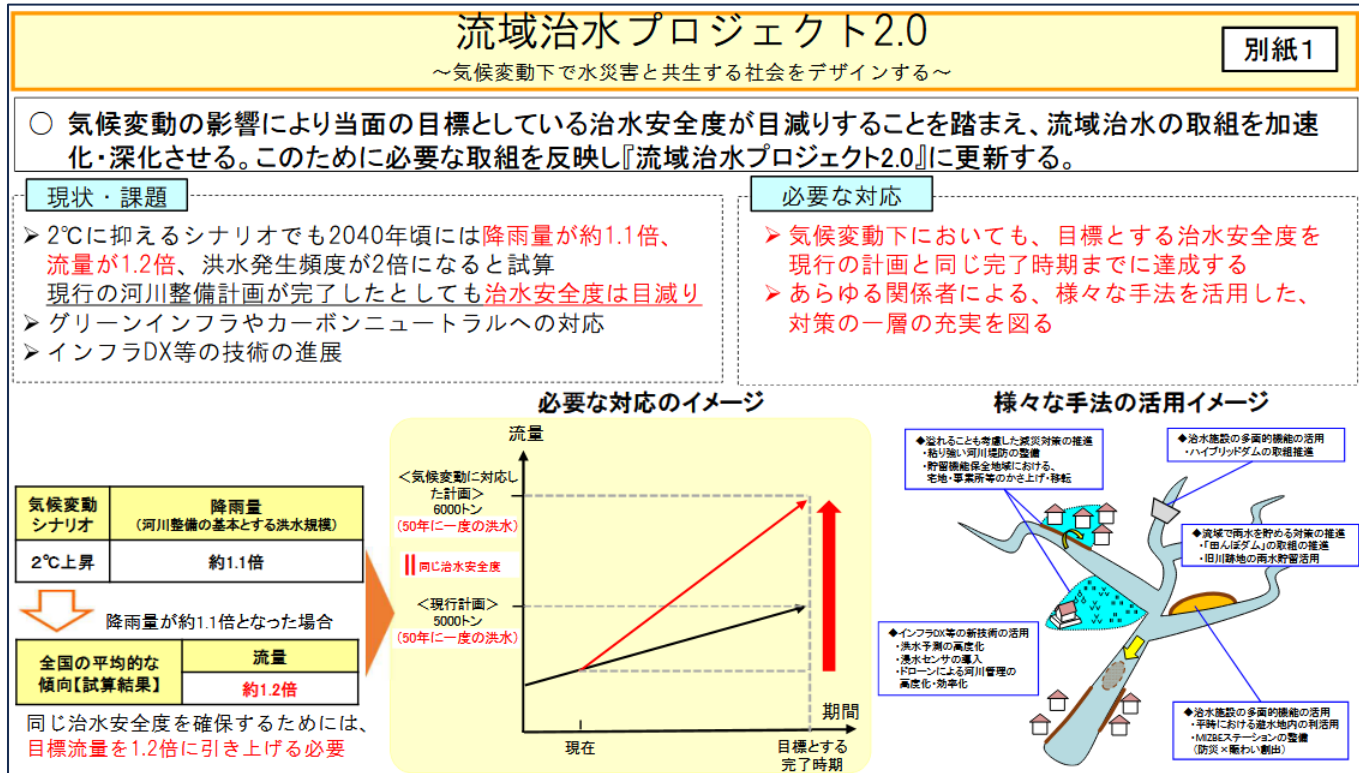 流域治水プロジェクト2.0
～気候変動下で水災害と共生する社会をデザインする～
別紙1
○ 気候変動の影響により当面の目標としている治水安全度が目減りすることを踏まえ、流域治水の取組を加速
化・深化させる。このために必要な取組を反映し『流域治水プロジェクト2.0』に更新する。
現状・課題
➢ 2℃に抑えるシナリオでも2040年頃には降雨量が約1.1倍、
流量が1.2倍、洪水発生頻度が2倍になると試算
現行の河川整備計画が完了したとしても治水安全度は目減り
➢ グリーンインフラやカーボンニュートラルへの対応
➢ インフラDX等の技術の進展
必要な対応
➢ 気候変動下においても、目標とする治水安全度を
現行の計画と同じ完了時期までに達成する
➢ あらゆる関係者による、様々な手法を活用した、
対策の一層の充実を図る
気候変動
シナリオ
降雨量
（河川整備の基本とする洪水規模）
2℃上昇
約1.1倍
降雨量が約1.1倍となった場合
全国の平均的な
傾向【試算結果】
流量
約1.2倍
同じ治水安全度を確保するためには、
目標流量を1.2倍に引き上げる必要
必要な対応のイメージ
流量
＜気候変動に対応し
た計画＞
6000トン
（50年に一度の洪水）
同じ治水安全度
＜現行計画＞
5000トン
（50年に一度の洪水）
期間
現在
目標とする
完了時期
様々な手法の活用イメージ
◆溢れることも考慮した減災対策の推進
・粘り強い河川堤防の整備
・貯留機能保全地域における、
宅地・事業所等のかさ上げ・移転
◆治水施設の多面的機能の活用
・ハイブリッドダムの取組推進
◆流域で雨水を貯める対策の推進
・「田んぼダム」の取組の推進
・旧川跡地の雨水貯留活用
◆インフラDX等の新技術の活用
・洪水予測の高度化
・浸水センサの導入
・ドローンによる河川管理の
高度化・効率化
◆治水施設の多面的機能の活用
・平時における遊水地内の利活用
・MIZBEステーションの整備
（防災×賑わい創出）